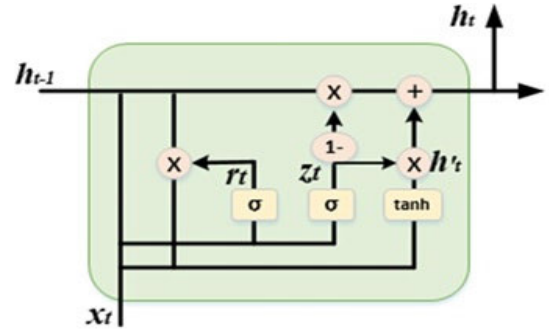 hₜ
hₜ₋₁
X
+
1-
X
rₜ
zₜ
X
h'ₜ
σ
σ
tanh
xₜ